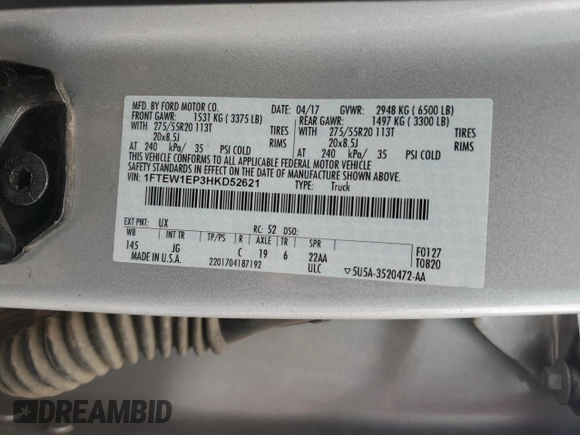 MFD. BY FORD MOTOR CO. 04/17 GVWR: 2948 KG ( 6500 LB)
FRONT GAWR: 1531 KG ( 3375 LB) REAR GAWR: 1497 KG ( 3300 LB)
WITH 275/55R20 113T TIRES WITH 275/55R20 113T TIRES
20x8.5J RIMS 20x8.5J RIMS
AT 240 kPa/ 35 PSI COLD AT 240 kPa/ 35 PSI COLD
THIS VEHICLE CONFORMS TO ALL APPLICABLE FEDERAL MOTOR VEHICLE
SAFETY STANDARDS IN EFFECT ON THE DATE OF MANUFACTURE SHOWN ABOVE.
VIN: 1FTEW1EP3HKD52621 TYPE: Truck
EXT PNT: UX RC: 52 DSO:
WB INT TR TP/PS R AXLE TR SPR F0127
145 JG C 19 6 22AA T0820
MADE IN U.S.A. 2201704187192 ULC ▽5U5A-3520472-AA
DREAMBID